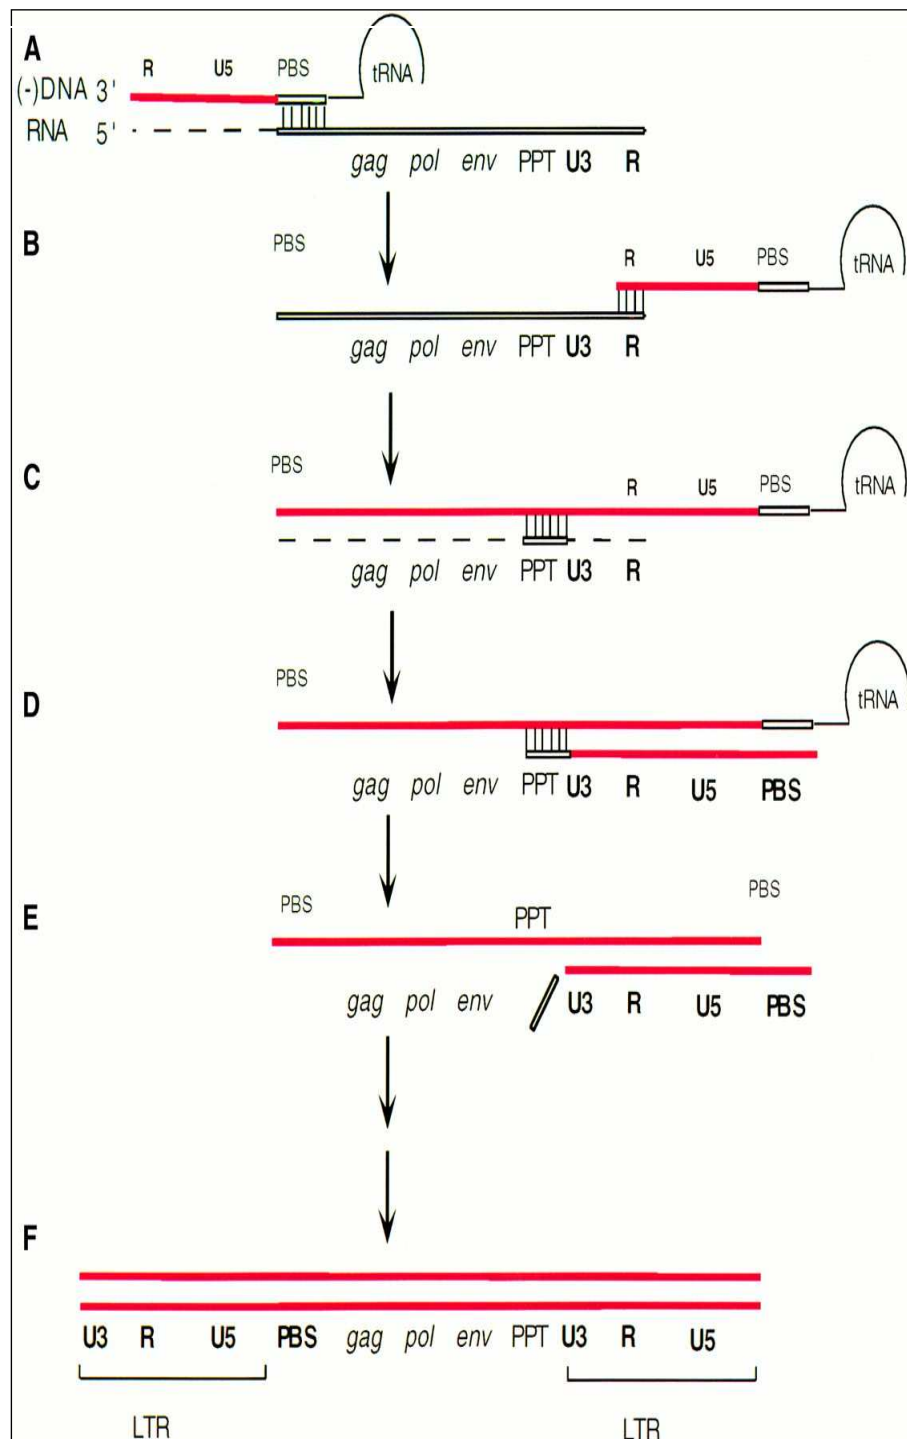 A
R U5 PBS tRNA
(-)DNA 3'
RNA 5'
gag pol env PPT U3 R
B
PBS R U5 PBS tRNA
gag pol env PPT U3 R
C
PBS R U5 PBS tRNA
gag pol env PPT U3 R
D
PBS tRNA
gag pol env PPT U3 R U5 PBS
E
PBS PPT PBS
gag pol env U3 R U5 PBS
F
U3 R U5 PBS gag pol env PPT U3 R U5
LTR LTR